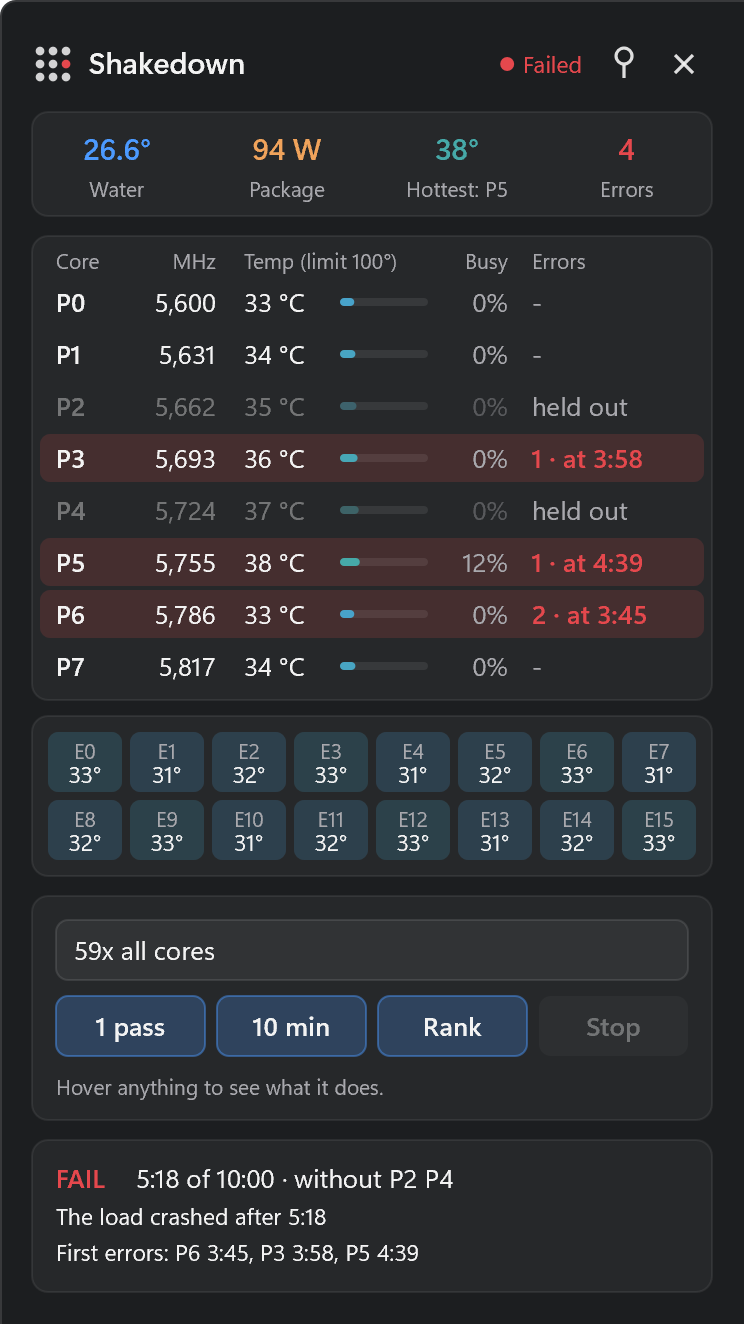 Shakedown Failed
26.6° 94 W 38° 4
Water Package Hottest: P5 Errors
Core MHz Temp (limit 100°) Busy Errors
P0 5,600 33 °C 0% -
P1 5,631 34 °C 0% -
P2 5,662 35 °C 0% held out
P3 5,693 36 °C 0% 1 · at 3:58
P4 5,724 37 °C 0% held out
P5 5,755 38 °C 12% 1 · at 4:39
P6 5,786 33 °C 0% 2 · at 3:45
P7 5,817 34 °C 0% -
E0 E1 E2 E3 E4 E5 E6 E7
33° 31° 32° 33° 31° 32° 33° 31°
E8 E9 E10 E11 E12 E13 E14 E15
32° 33° 31° 32° 33° 31° 32° 33°
59x all cores
1 pass 10 min Rank Stop
Hover anything to see what it does.
FAIL 5:18 of 10:00 · without P2 P4
The load crashed after 5:18
First errors: P6 3:45, P3 3:58, P5 4:39